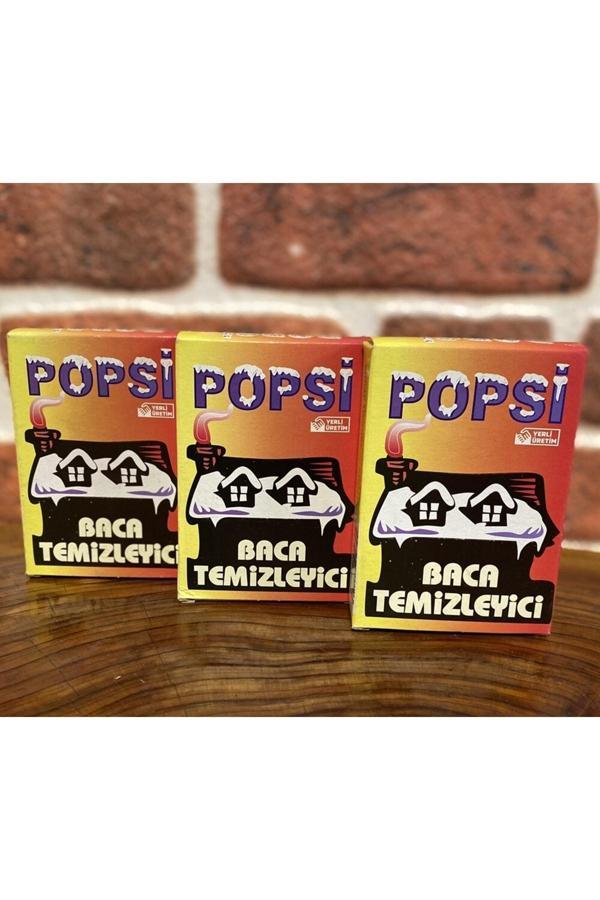 POPSİ
YERLİ
ÜRETİM
BACA
TEMİZLEYİCİ
POPSİ
YERLİ
ÜRETİM
BACA
TEMİZLEYİCİ
POPSİ
YERLİ
ÜRETİM
BACA
TEMİZLEYİCİ